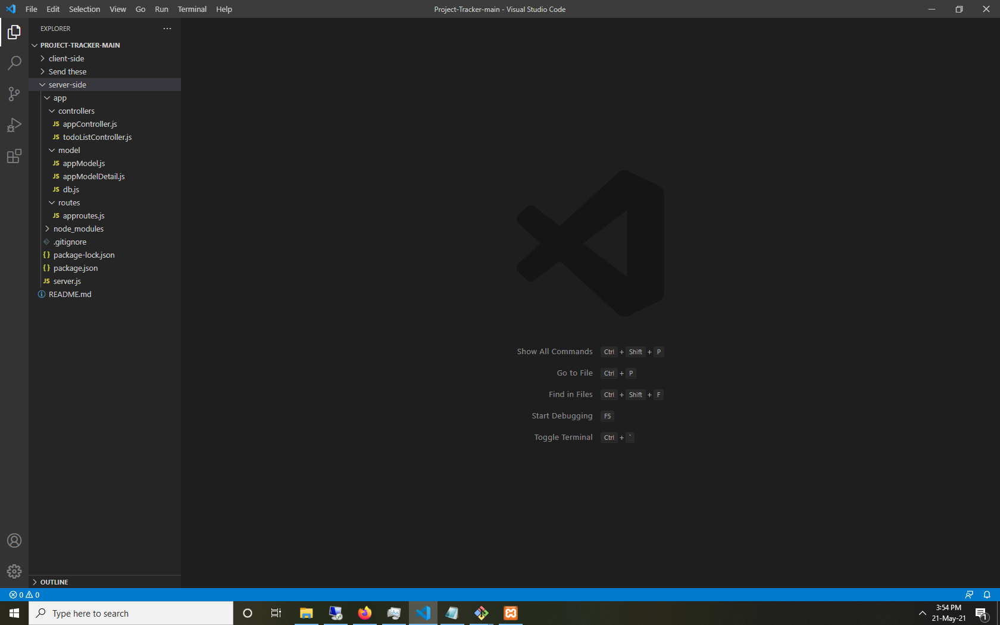 File Edit Selection View Go Run Terminal Help
Project-Tracker-main - Visual Studio Code
EXPLORER
PROJECT-TRACKER-MAIN
client-side
Send these
server-side
app
controllers
JS appController.js
JS todoListController.js
model
JS appModel.js
JS appModelDetail.js
JS db.js
routes
JS approutes.js
node_modules
.gitignore
{} package-lock.json
{} package.json
JS server.js
README.md
Show All Commands Ctrl + Shift + P
Go to File Ctrl + P
Find in Files Ctrl + Shift + F
Start Debugging F5
Toggle Terminal Ctrl + `
OUTLINE
0 0
Type here to search
3:54 PM
21-May-21
1